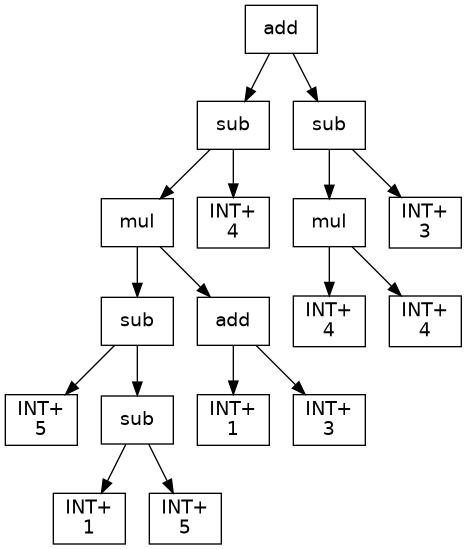 add
sub
sub
mul
INT+
4
mul
INT+
3
sub
add
INT+
4
INT+
4
INT+
5
sub
INT+
1
INT+
3
INT+
1
INT+
5